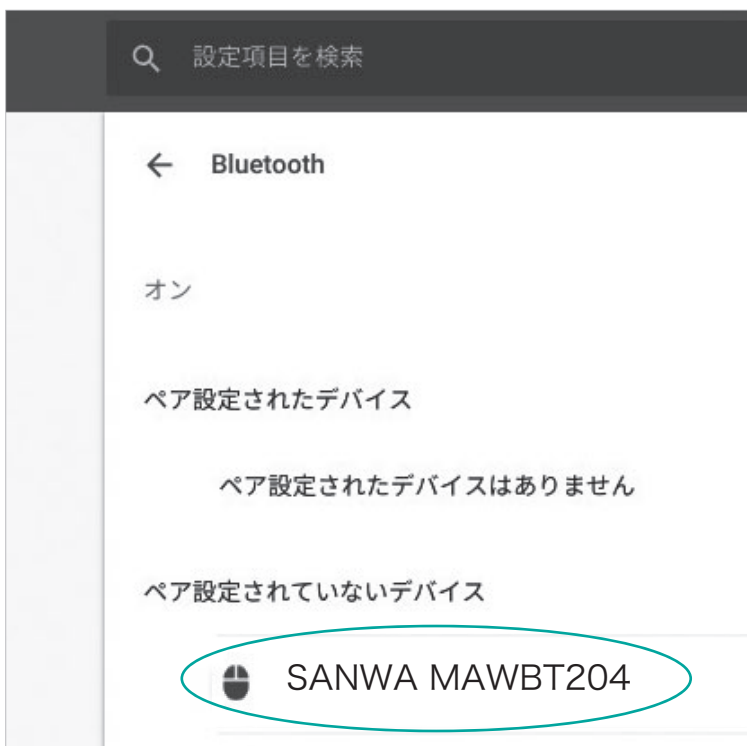 設定項目を検索
Bluetooth
オン
ペア設定されたデバイス
ペア設定されたデバイスはありません
ペア設定されていないデバイス
SANWA MAWBT204